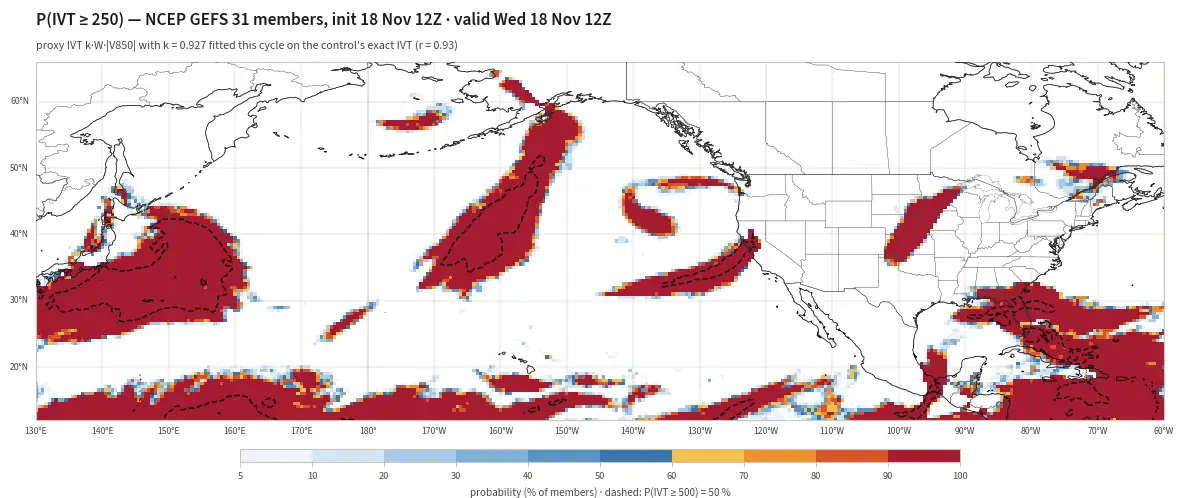 P(IVT ≥ 250) — NCEP GEFS 31 members, init 18 Nov 12Z · valid Wed 18 Nov 12Z
proxy IVT k·W·|V850| with k = 0.927 fitted this cycle on the control's exact IVT (r = 0.93)
60°N
50°N
40°N
30°N
20°N
130°E 140°E 150°E 160°E 170°E 180° 170°W 160°W 150°W 140°W 130°W 120°W 110°W 100°W 90°W 80°W 70°W 60°W
5 10 20 30 40 50 60 70 80 90 100
probability (% of members) · dashed: P(IVT ≥ 500) = 50 %